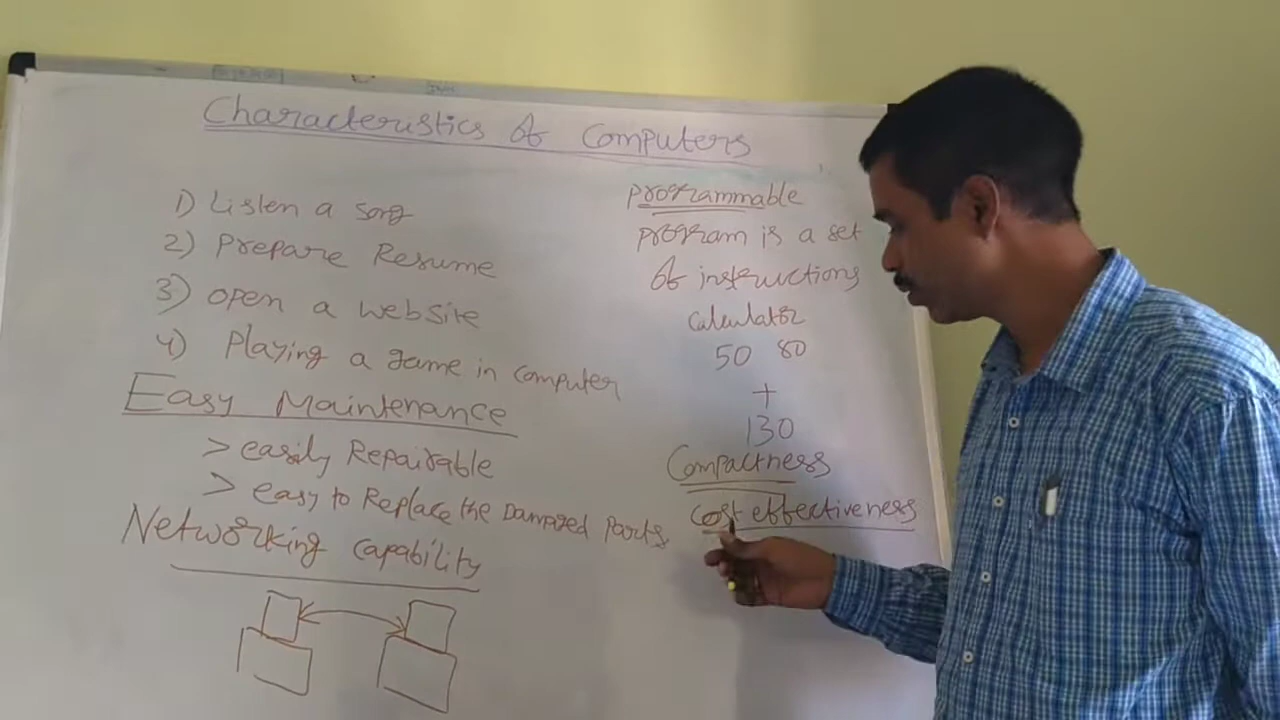 Characteristics of Computers
1) Listen a song
2) Prepare Resume
3) open a website
4) Playing a game in computer
Easy Maintenance
> easily Repairable
> easy to Replace the Damaged Parts
Networking Capability
Programmable
program is a set
of instructions
Calculator
50 80
+
130
Compactness
Cost effectiveness